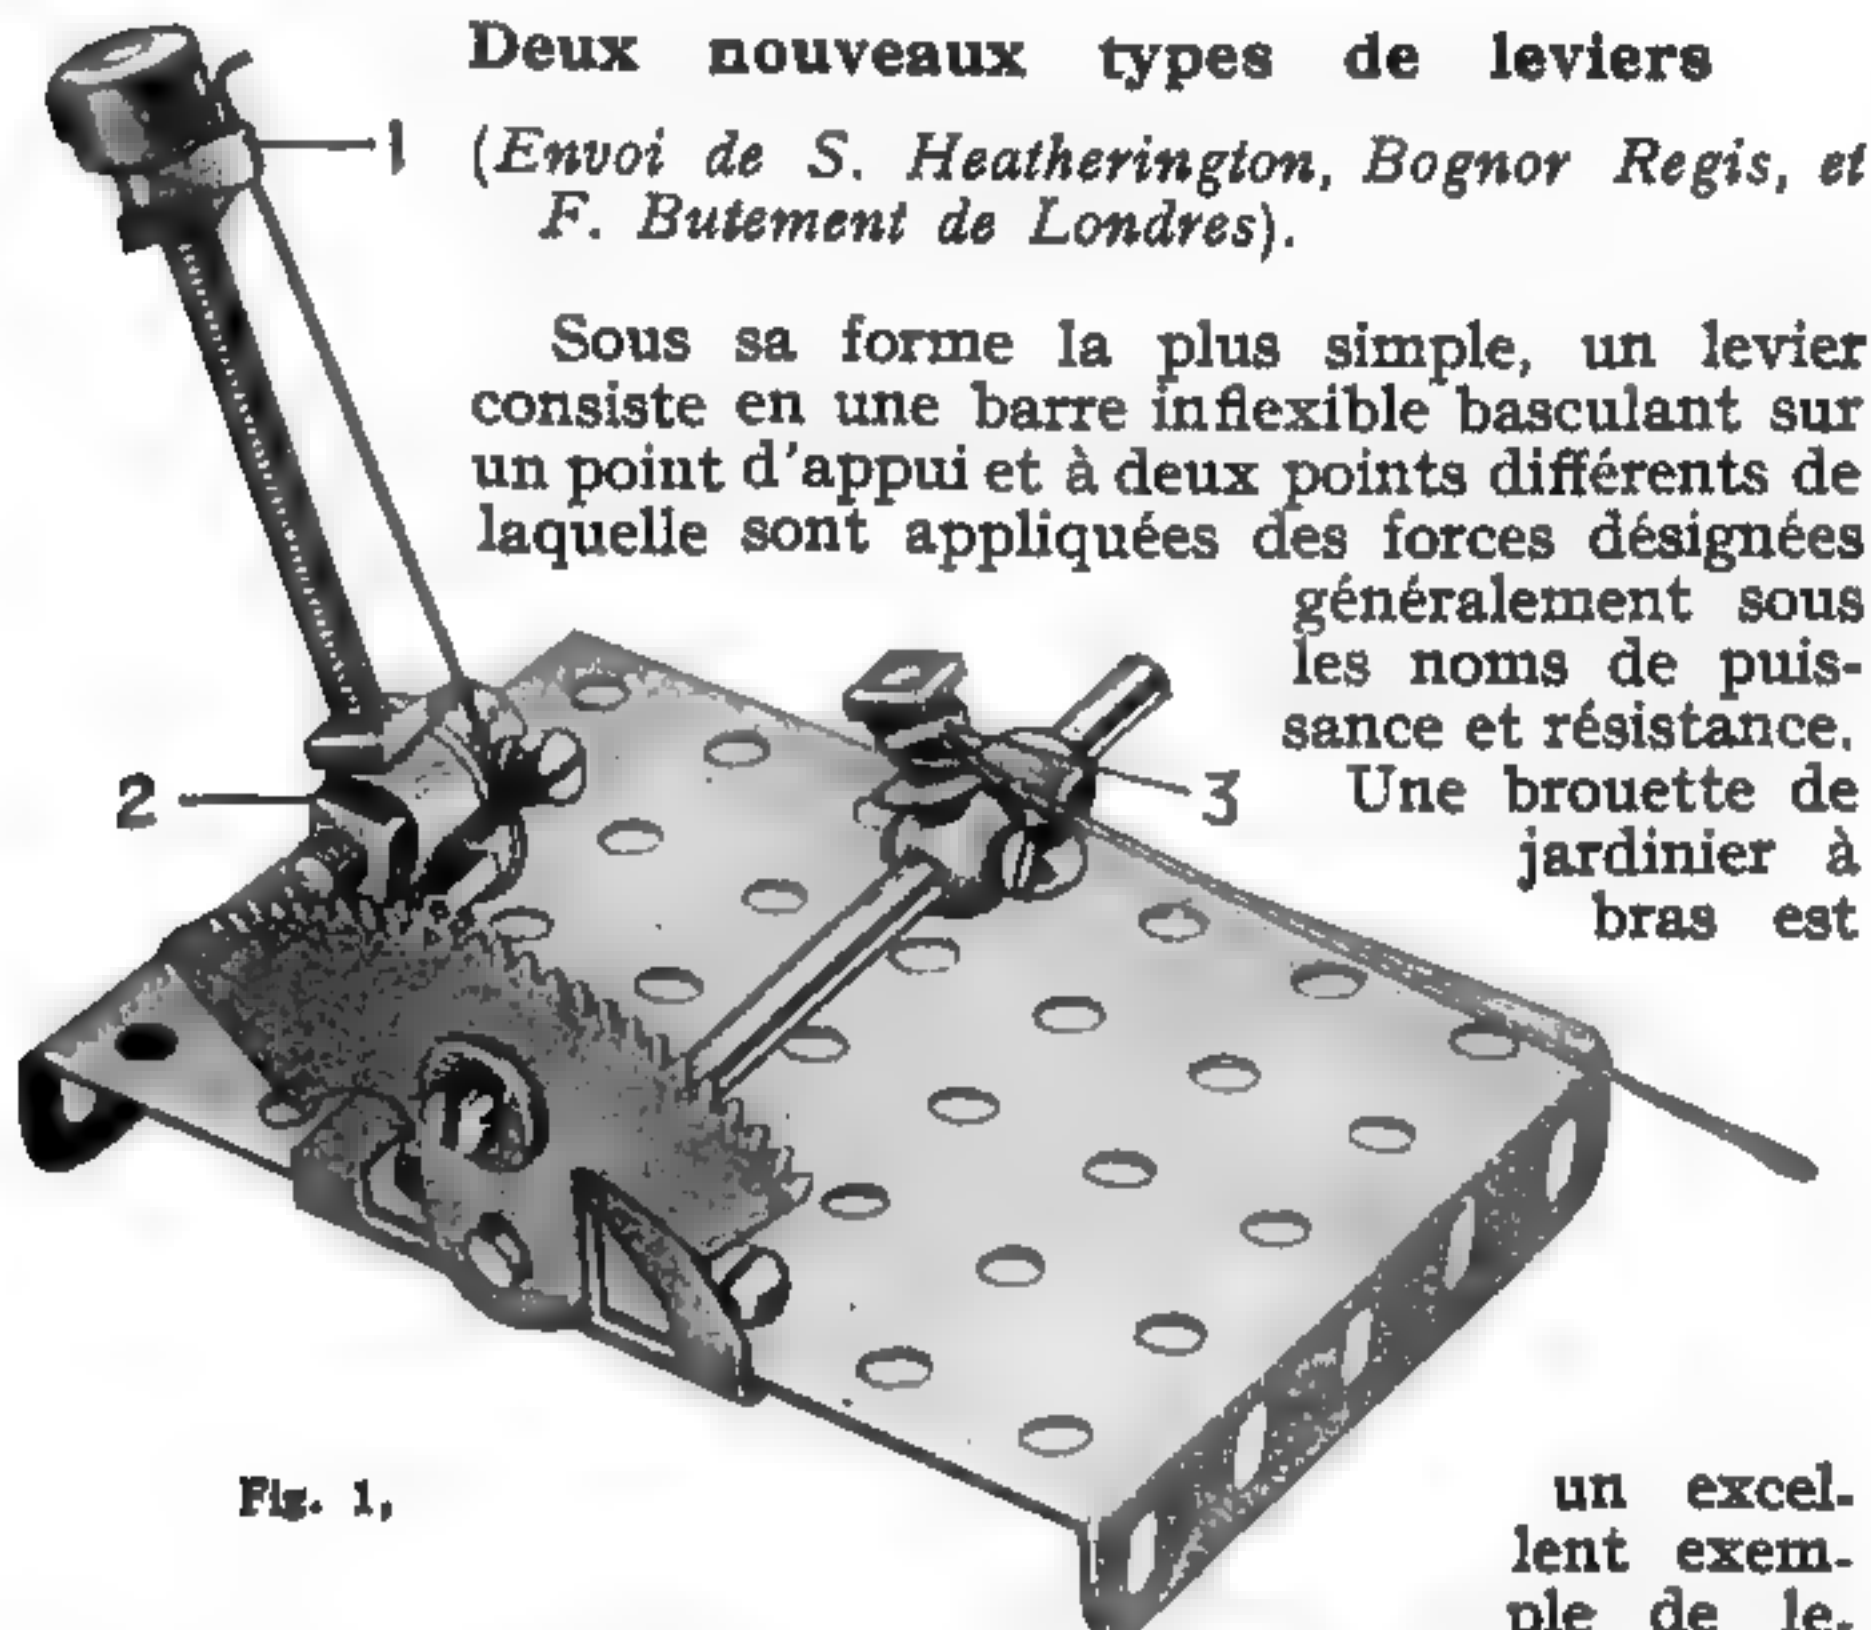 Deux nouveaux types de leviers
(Envoi de S. Heatherington, Bognor Regis, et
F. Butement de Londres).
Sous sa forme la plus simple, un levier
consiste en une barre inflexible basculant sur
un point d'appui et à deux points différents de
laquelle sont appliquées des forces désignées
généralement sous
les noms de puis-
sance et résistance.
Une brouette de
jardinier à
bras est
un excel-
lent exem-
ple de le-
1
2
3
Fig. 1,